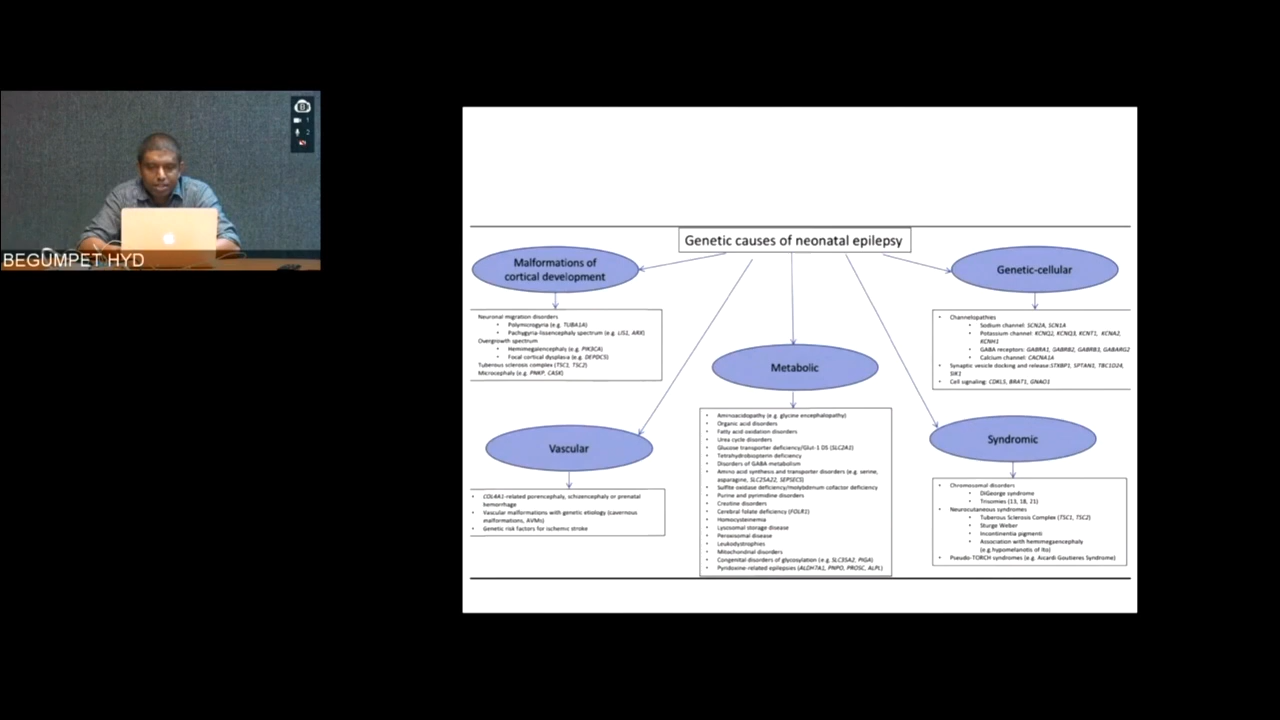 BEGUMPET HYD
Genetic causes of neonatal epilepsy
Malformations of
cortical development
Neuronal migration disorders
• Polymicrogyria (e.g. TUBA1A)
• Pachygyria-lissencephaly spectrum (e.g. LIS1, ARX)
Overgrowth spectrum
• Hemimegalencephaly (e.g. PIK3CA)
• Focal cortical dysplasia (e.g. DEPDC5)
Tuberous sclerosis complex (TSC1, TSC2)
Microcephaly (e.g. PNKP, CASK)
Vascular
• COL4A1-related porencephaly, schizencephaly or prenatal
hemorrhage
• Vascular malformations with genetic etiology (cavernous
malformations, AVMs)
• Genetic risk factors for ischemic stroke
Metabolic
• Aminoacidopathy (e.g. glycine encephalopathy)
• Organic acid disorders
• Fatty acid oxidation disorders
• Urea cycle disorders
• Glucose transporter deficiency/Glut-1 DS (SLC2A1)
• Tetrahydrobiopterin deficiency
• Disorders of GABA metabolism
• Amino acid synthesis and transporter disorders (e.g. serine,
asparagine, SLC25A22, SEPSECS)
• Sulfite oxidase deficiency/molybdenum cofactor deficiency
• Purine and pyrimidine disorders
• Creatine disorders
• Cerebral folate deficiency (FOLR1)
• Homocysteinemia
• Lysosomal storage disease
• Peroxisomal disease
• Leukodystrophies
• Mitochondrial disorders
• Congenital disorders of glycosylation (e.g. SLC35A2, PIGA)
• Pyridoxine-related epilepsies (ALDH7A1, PNPO, PROSC, ALPL)
Genetic-cellular
• Channelopathies
• Sodium channel: SCN2A, SCN1A
• Potassium channel: KCNQ2, KCNQ3, KCNT1, KCNA2,
KCNH1
• GABA receptors: GABRA1, GABRB2, GABRB3, GABARG2
• Calcium channel: CACNA1A
• Synaptic vesicle docking and release:STXBP1, SPTAN1, TBC1D24,
SIK1
• Cell signaling: CDKL5, BRAT1, GNAO1
Syndromic
• Chromosomal disorders
• DiGeorge syndrome
• Trisomies (13, 18, 21)
• Neurocutaneous syndromes
• Tuberous Sclerosis Complex (TSC1, TSC2)
• Sturge Weber
• Incontinentia pigmenti
• Association with hemimegaencephaly
(e.g.hypomelanotis of Ito)
• Pseudo-TORCH syndromes (e.g. Aicardi Goutieres Syndrome)